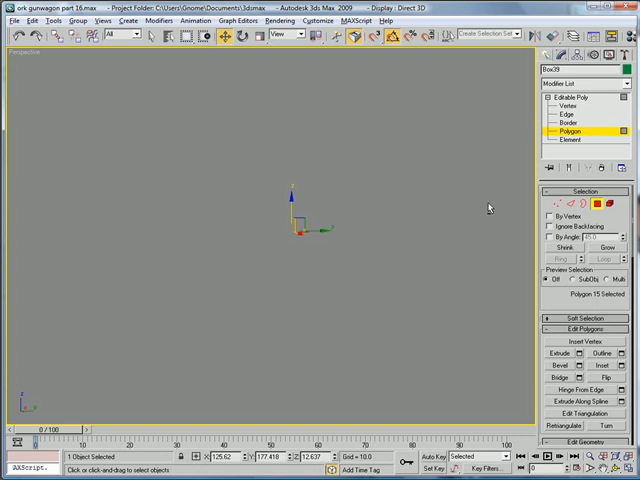 ork gunwagon part 16.max - Project Folder: C:\Users\Gnome\Documents\3dsmax - Autodesk 3ds Max 2009 - Display : Direct 3D
File Edit Tools Group Views Create Modifiers Animation Graph Editors Rendering Customize MAXScript Help
All View Create Selection Set
Perspective
Box39
Modifier List
Editable Poly
Vertex
Edge
Border
Polygon
Element
Selection
By Vertex
Ignore Backfacing
By Angle: 45.0
Shrink Grow
Ring Loop
Preview Selection
Off SubObj Multi
Polygon 15 Selected
Soft Selection
Edit Polygons
Insert Vertex
Extrude Outline
Bevel Inset
Bridge Flip
Hinge From Edge
Extrude Along Spline
Edit Triangulation
Retriangulate Turn
Edit Geometry
z
z
0 / 100
0 10 20 30 40 50 60 70 80 90 100
1 Object Selected X: 125.62 Y: 177.418 Z: 12.637 Grid = 10.0 Auto Key Selected
AXScript. Click or click-and-drag to select objects Add Time Tag Set Key Key Filters... 0